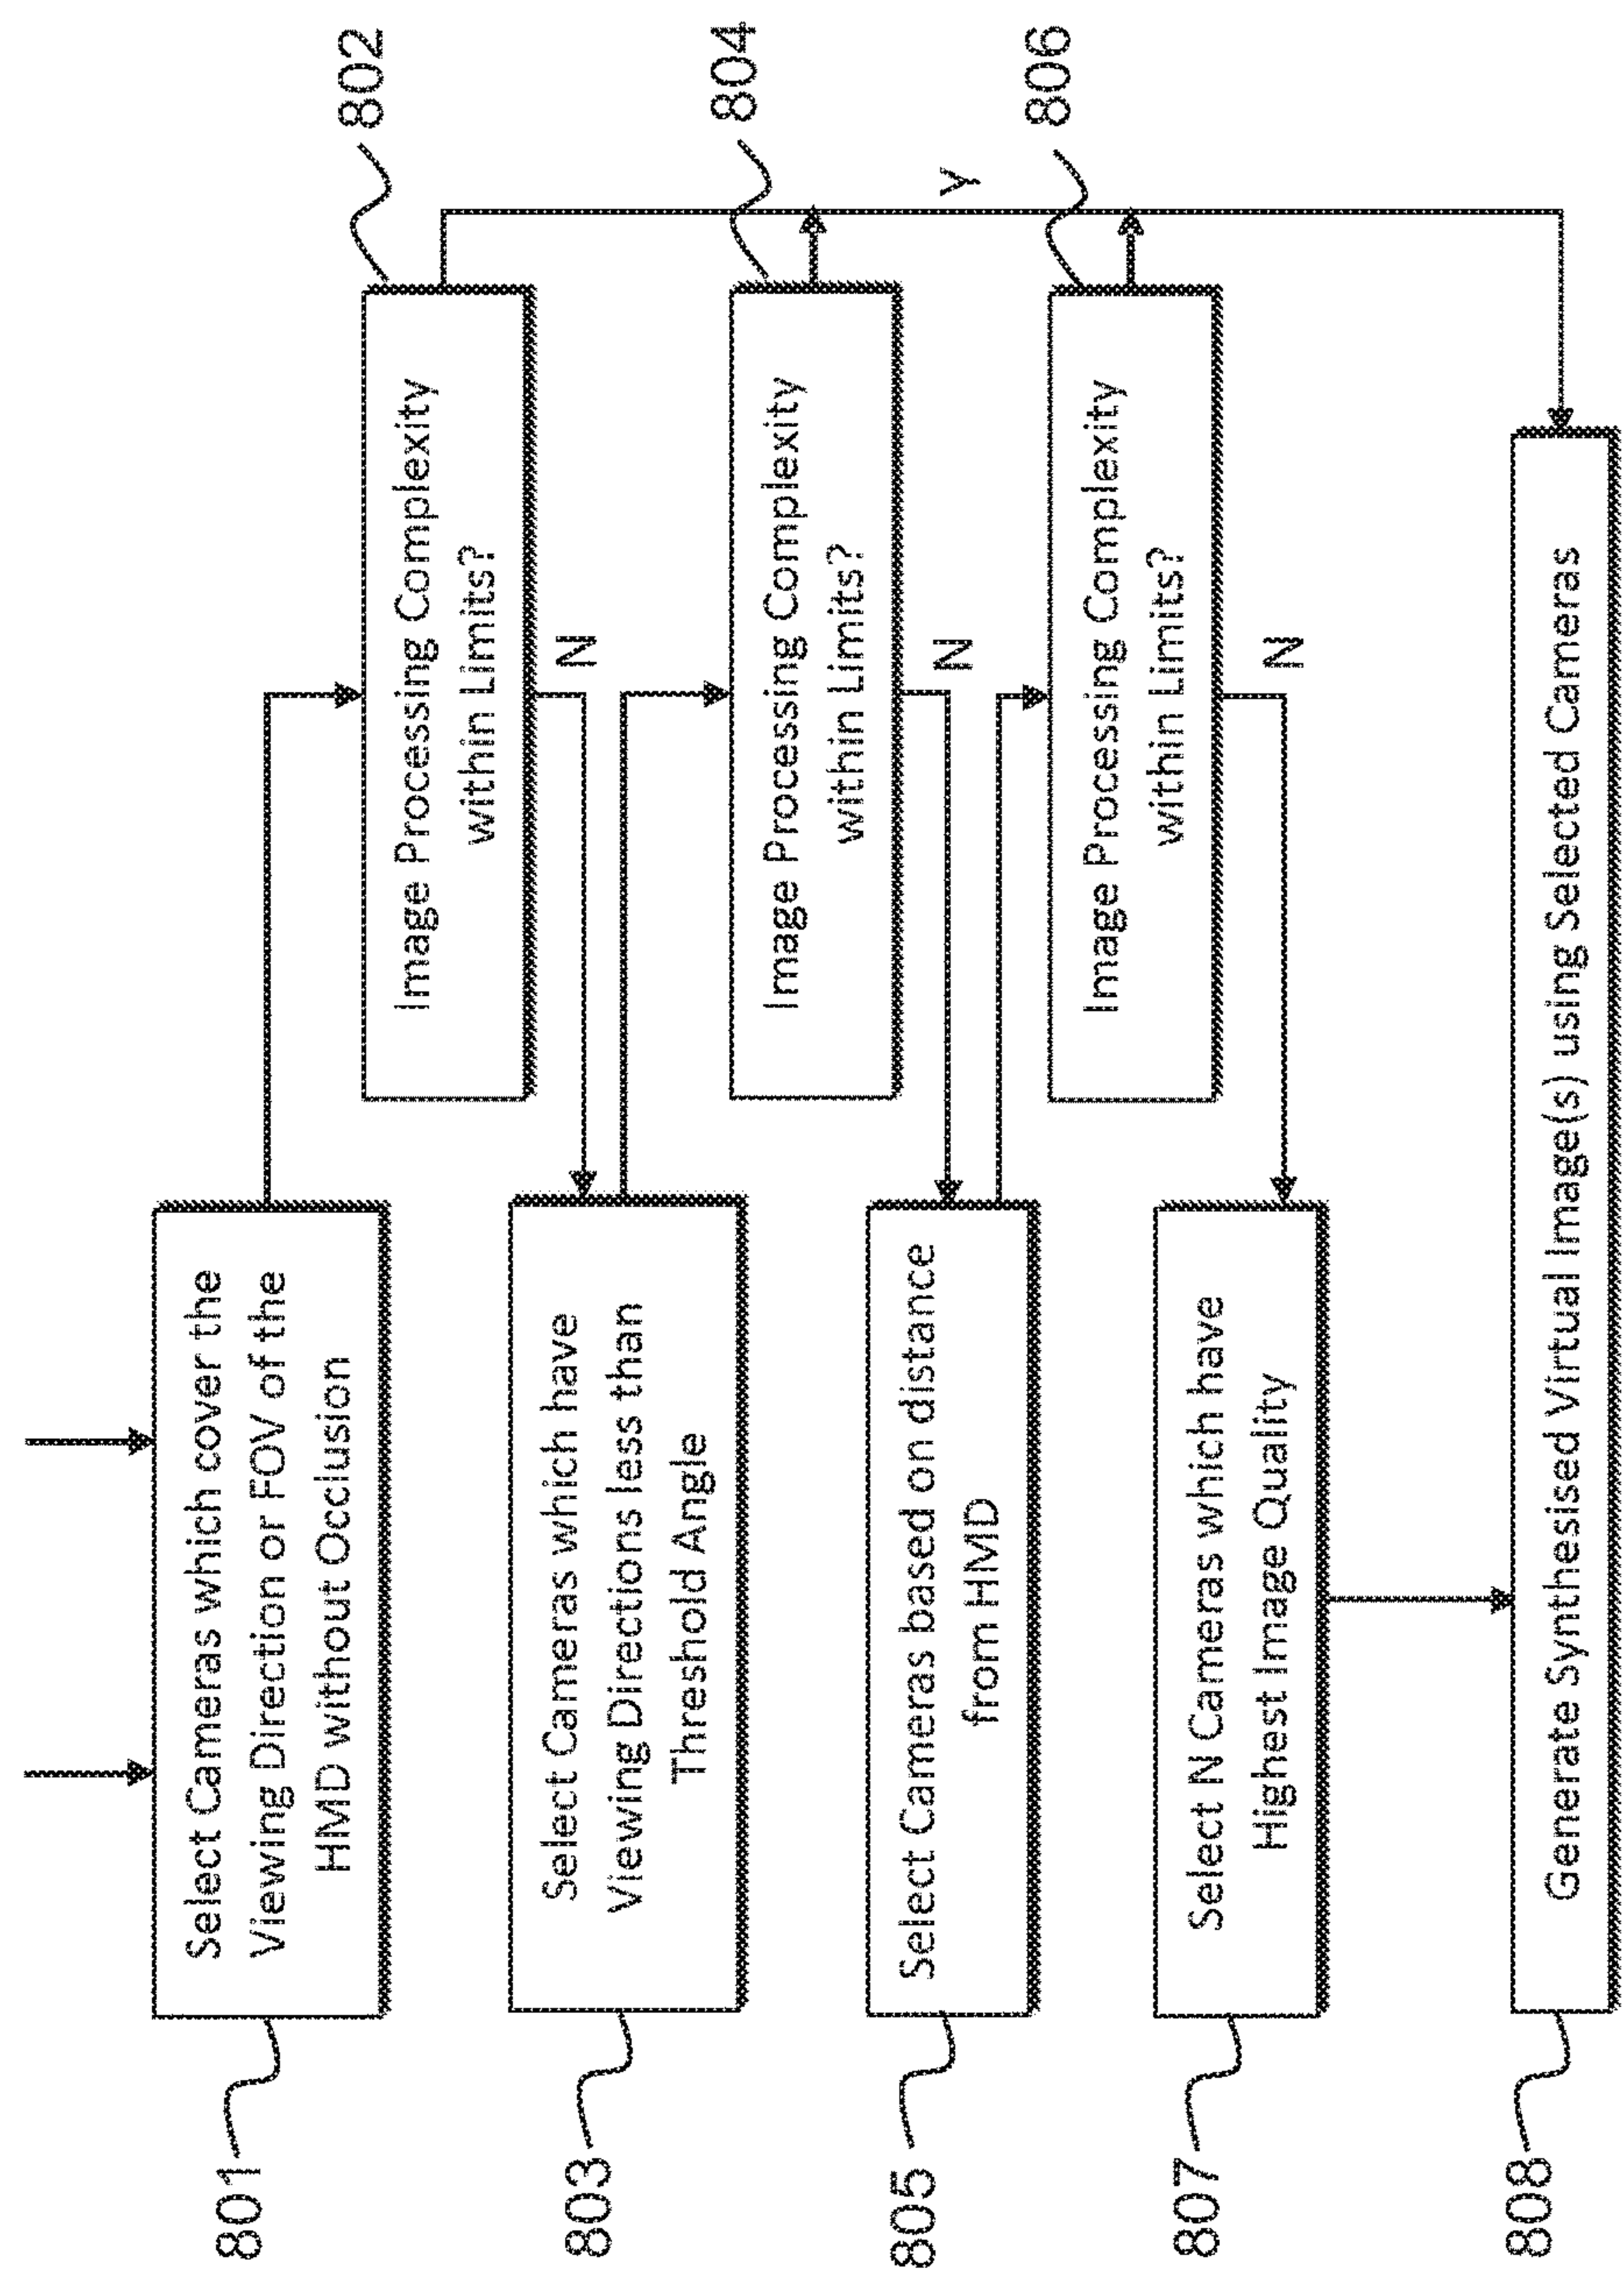 801
Select Cameras which cover the
Viewing Direction or FOV of the
HMD without Occlusion
802
Image Processing Complexity
within Limits?
N
803
Select Cameras which have
Viewing Directions less than
Threshold Angle
804
Image Processing Complexity
within Limits?
Y
N
805
Select Cameras based on distance
from HMD
806
Image Processing Complexity
within Limits?
N
807
Select N Cameras which have
Highest Image Quality
808
Generate Synthesised Virtual Image(s) using Selected Cameras